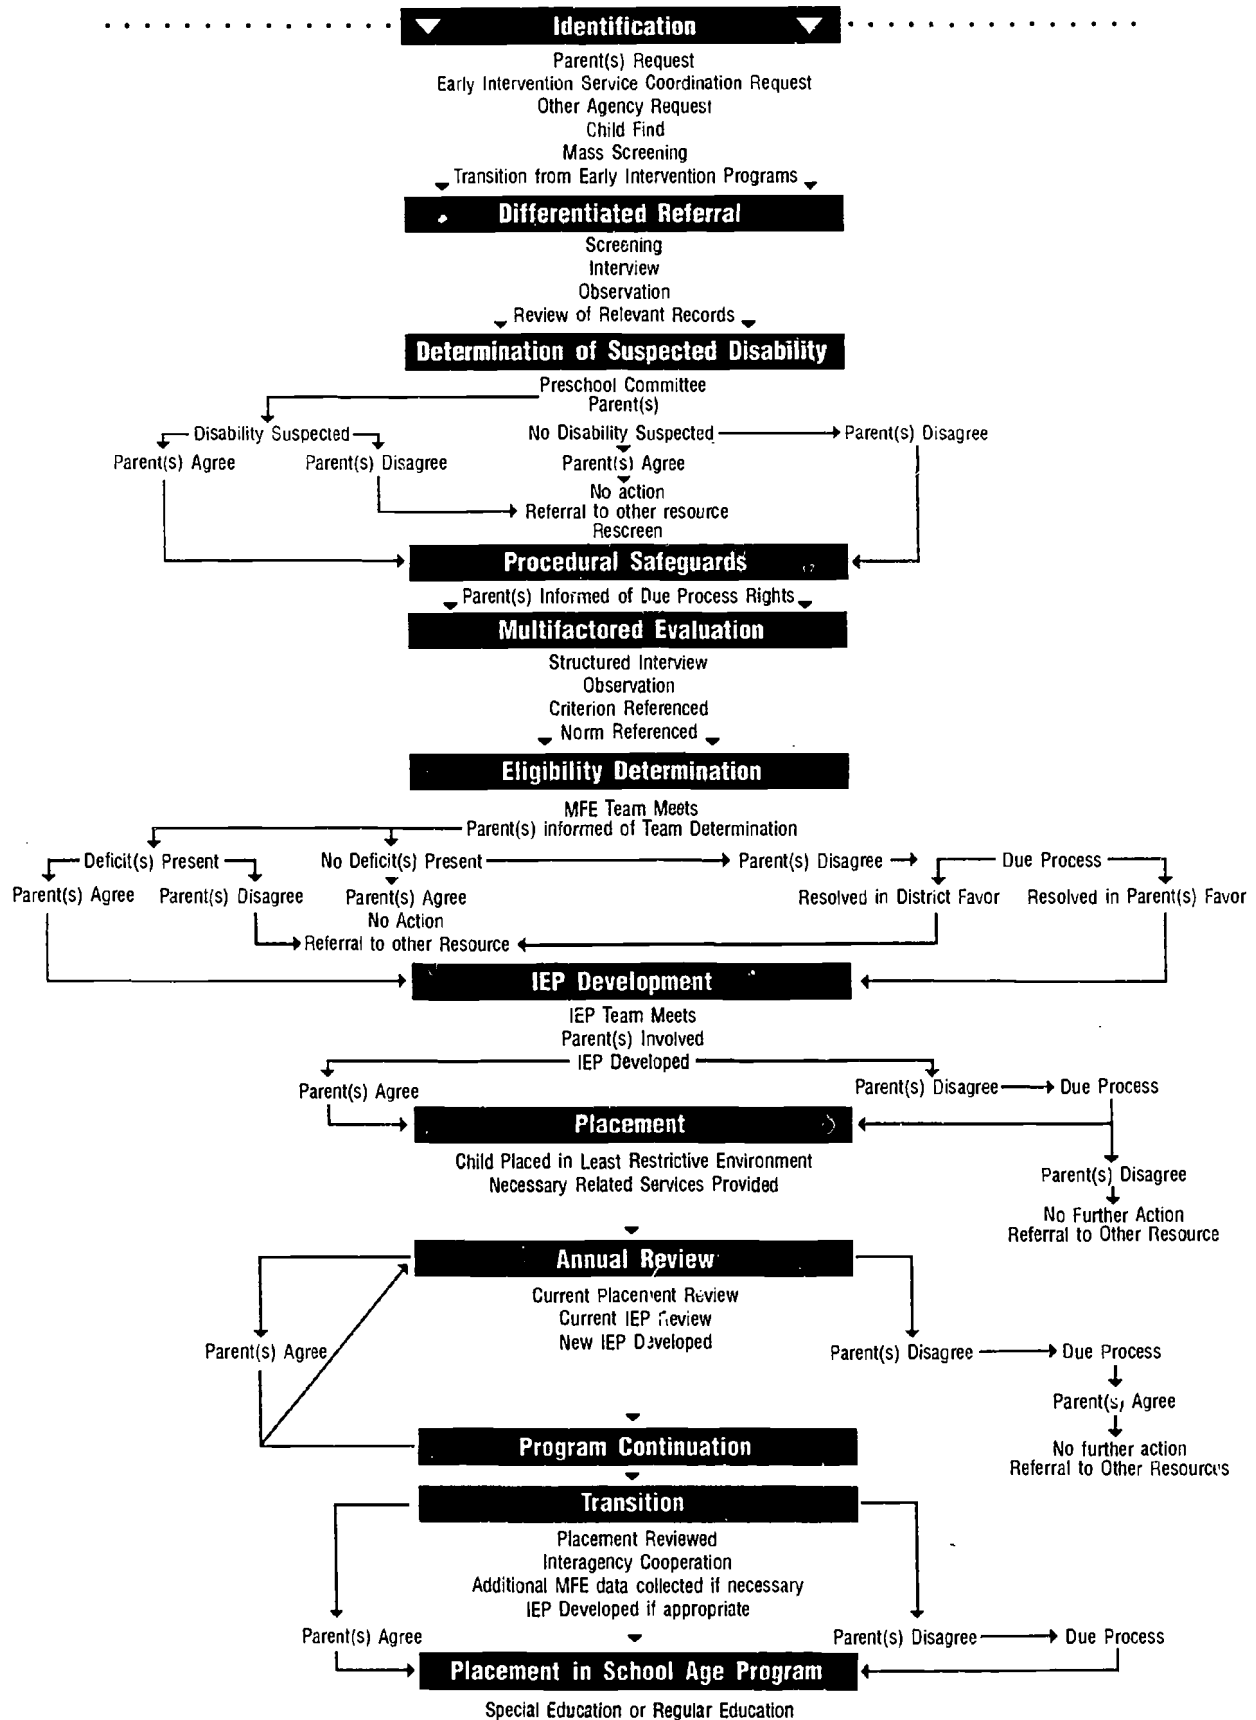 Identification
Parent(s) Request
Early Intervention Service Coordination Request
Other Agency Request
Child Find
Mass Screening
Transition from Early Intervention Programs
Differentiated Referral
Screening
Interview
Observation
Review of Relevant Records
Determination of Suspected Disability
Preschool Committee
Parent(s)
Disability Suspected No Disability Suspected Parent(s) Disagree
Parent(s) Agree Parent(s) Disagree Parent(s) Agree
No action
Referral to other resource
Rescreen
Procedural Safeguards
Parent(s) Informed of Due Process Rights
Multifactored Evaluation
Structured Interview
Observation
Criterion Referenced
Norm Referenced
Eligibility Determination
MFE Team Meets
Parent(s) informed of Team Determination
Deficit(s) Present No Deficit(s) Present Parent(s) Disagree Due Process
Parent(s) Agree Parent(s) Disagree Parent(s) Agree Resolved in District Favor Resolved in Parent(s) Favor
No Action
Referral to other Resource
IEP Development
IEP Team Meets
Parent(s) Involved
IEP Developed
Parent(s) Agree Parent(s) Disagree Due Process
Placement
Child Placed in Least Restrictive Environment
Necessary Related Services Provided
Parent(s) Disagree
No Further Action
Referral to Other Resource
Annual Review
Current Placement Review
Current IEP Review
New IEP Developed
Parent(s) Agree Parent(s) Disagree Due Process
Parent(s) Agree
No further action
Referral to Other Resources
Program Continuation
Transition
Placement Reviewed
Interagency Cooperation
Additional MFE data collected if necessary
IEP Developed if appropriate
Parent(s) Agree Parent(s) Disagree Due Process
Placement in School Age Program
Special Education or Regular Education